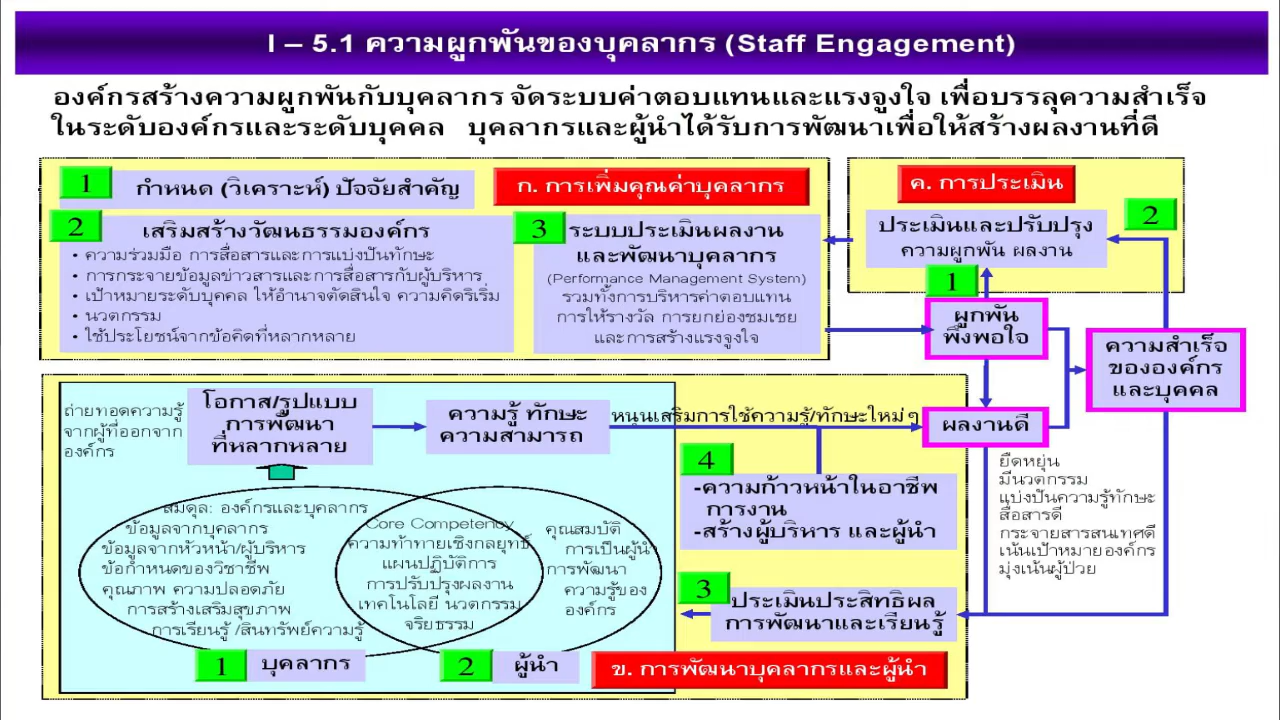 I – 5.1 ความผูกพันของบุคลากร (Staff Engagement)
องค์กรสร้างความผูกพันกับบุคลากร จัดระบบค่าตอบแทนและแรงจูงใจ เพื่อบรรลุความสำเร็จ
ในระดับองค์กรและระดับบุคคล บุคลากรและผู้นำได้รับการพัฒนาเพื่อให้สร้างผลงานที่ดี
1
กำหนด (วิเคราะห์) ปัจจัยสำคัญ
ก. การเพิ่มคุณค่าบุคลากร
2
เสริมสร้างวัฒนธรรมองค์กร
• ความร่วมมือ การสื่อสารและการแบ่งปันทักษะ
• การกระจายข้อมูลข่าวสารและการสื่อสารกับผู้บริหาร
• เป้าหมายระดับบุคคล ให้อำนาจตัดสินใจ ความคิดริเริ่ม
• นวตกรรม
• ใช้ประโยชน์จากข้อคิดที่หลากหลาย
3
ระบบประเมินผลงาน
และพัฒนาบุคลากร
(Performance Management System)
รวมทั้งการบริหารค่าตอบแทน
การให้รางวัล การยกย่องชมเชย
และการสร้างแรงจูงใจ
ค. การประเมิน
2
ประเมินและปรับปรุง
ความผูกพัน ผลงาน
1
ผูกพัน
พึงพอใจ
ความสำเร็จ
ขององค์กร
และบุคคล
ถ่ายทอดความรู้
จากผู้ที่ออกจาก
องค์กร
โอกาส/รูปแบบ
การพัฒนา
ที่หลากหลาย
ความรู้ ทักษะ
ความสามารถ
หนุนเสริมการใช้ความรู้/ทักษะใหม่ๆ
ผลงานดี
4
-ความก้าวหน้าในอาชีพ
การงาน
-สร้างผู้บริหาร และผู้นำ
ยืดหยุ่น
มีนวตกรรม
แบ่งปันความรู้ทักษะ
สื่อสารดี
กระจายสารสนเทศดี
เน้นเป้าหมายองค์กร
มุ่งเน้นผู้ป่วย
สมดุล: องค์กรและบุคลากร
ข้อมูลจากบุคลากร
ข้อมูลจากหัวหน้า/ผู้บริหาร
ข้อกำหนดของวิชาชีพ
คุณภาพ ความปลอดภัย
การสร้างเสริมสุขภาพ
การเรียนรู้ /สินทรัพย์ความรู้
Core Competency
ความท้าทายเชิงกลยุทธ์
แผนปฏิบัติการ
การปรับปรุงผลงาน
เทคโนโลยี นวตกรรม
จริยธรรม
คุณสมบัติ
การเป็นผู้นำ
การพัฒนา
ความรู้ของ
องค์กร
3
ประเมินประสิทธิผล
การพัฒนาและเรียนรู้
1
บุคลากร
2
ผู้นำ
ข. การพัฒนาบุคลากรและผู้นำ